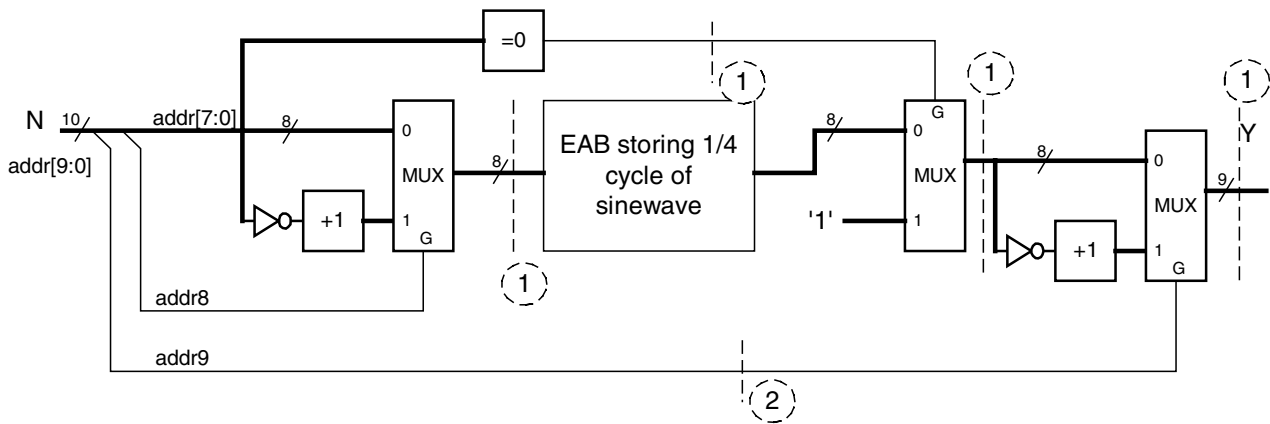 =0
1
1
1
N
10
addr[7:0]
addr[9:0]
8
0
MUX
1
G
+1
8
EAB storing 1/4
cycle of
sinewave
8
G
0
MUX
1
'1'
8
0
MUX
1
G
+1
9
Y
1
addr8
addr9
2